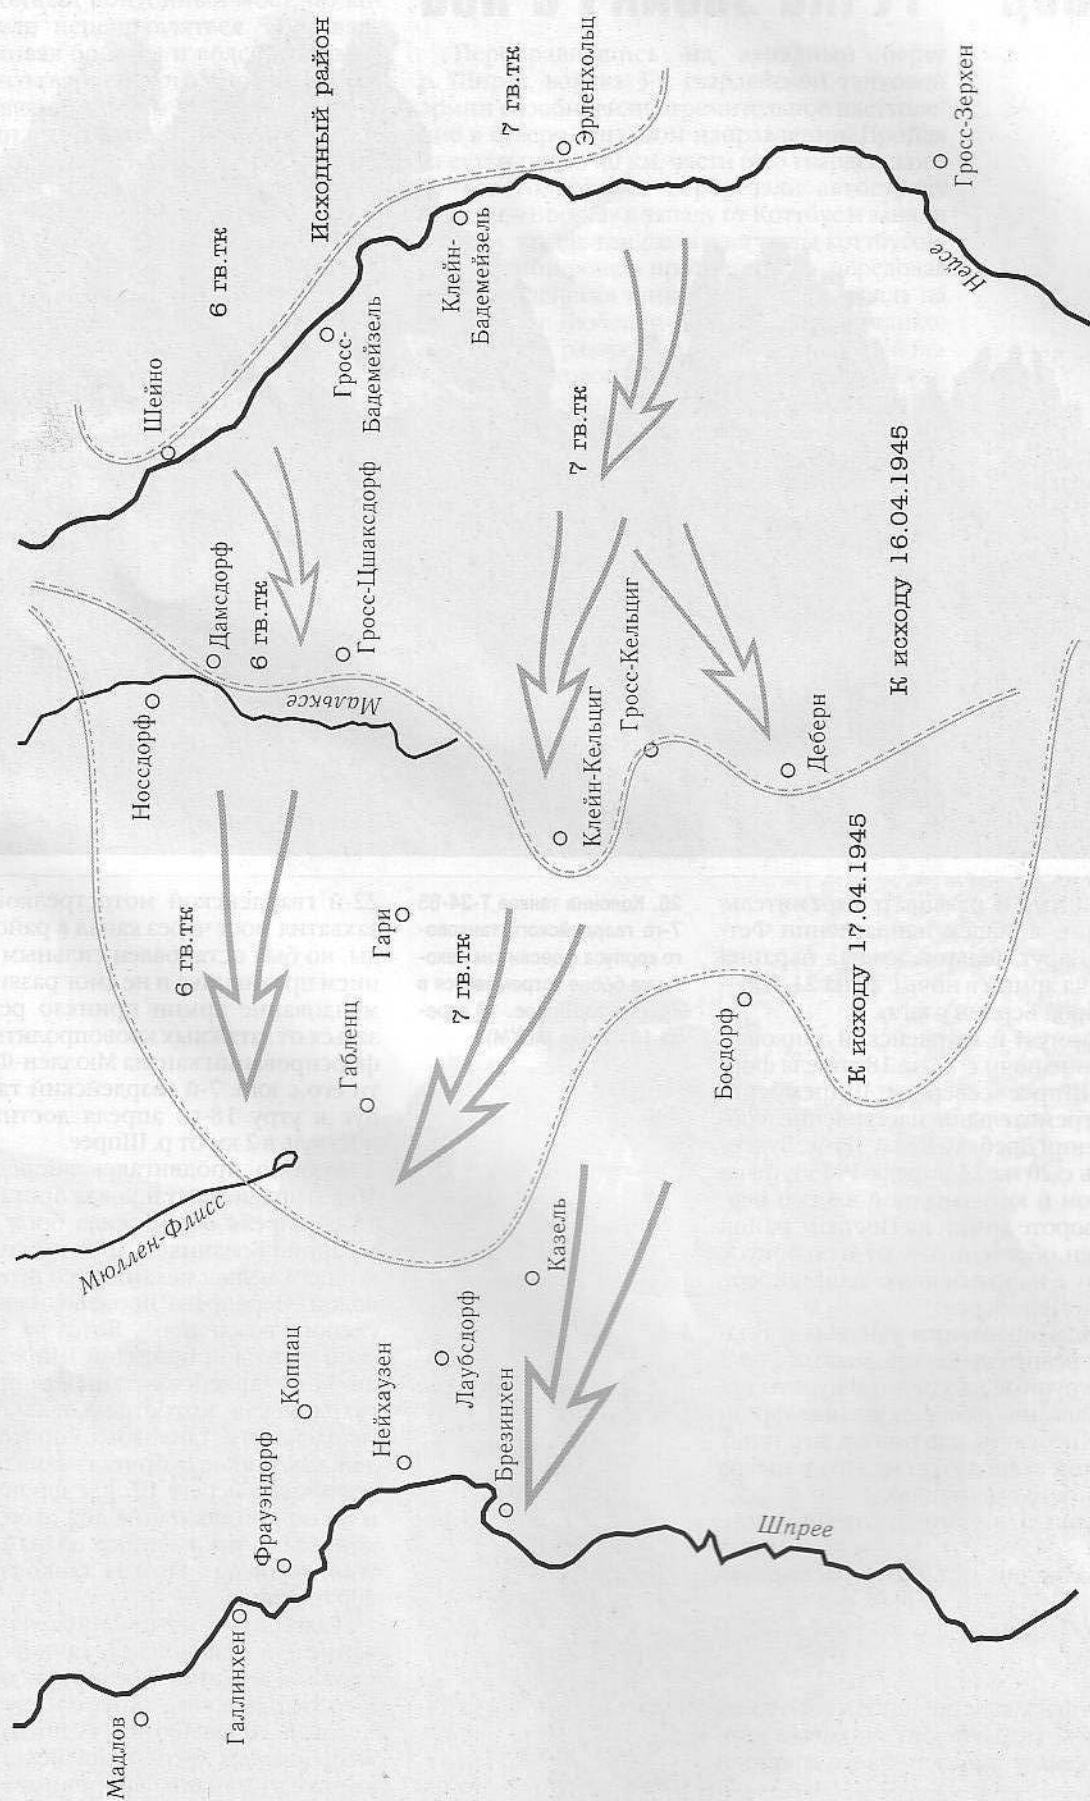 Исходный район
7 гв.тк
Эрленхольц
Гросс-Зерхен
6 гв.тк
Клейн-
Бадемейзель
Нейсе
Шейно
Гросс-
Бадемейзель
7 гв.тк
Дамсдорф
6 гв.тк
Гросс-Цшаксдорф
К исходу 16.04.1945
Носсдорф
Мальксе
Клейн-Кельциг
Гросс-Кельциг
Деберн
6 гв.тк
Гари
7 гв.тк
К исходу 17.04.1945
Габленц
Босдорф
Мюллен-Флисс
Казель
Коппац
Нейхаузен
Лаубсдорф
Брезинхен
Фрауэндорф
Шпрее
Галлинхен
Мадлов